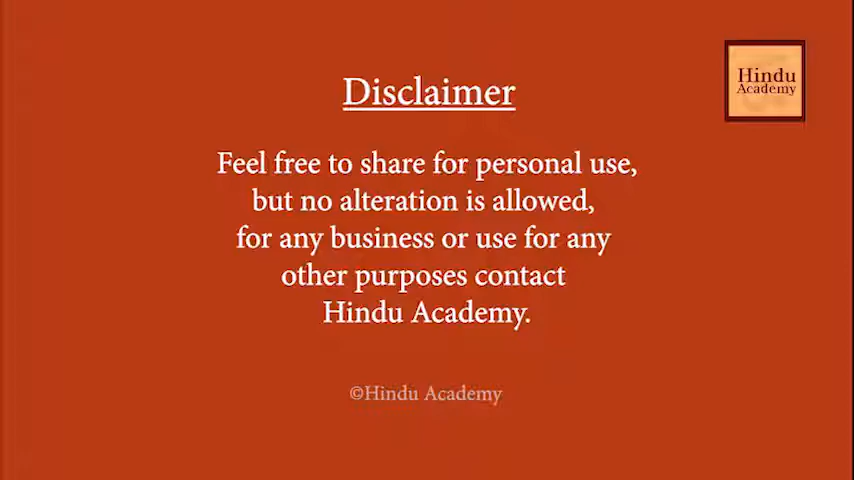 Hindu
Academy
Disclaimer
Feel free to share for personal use,
but no alteration is allowed,
for any business or use for any
other purposes contact
Hindu Academy.
©Hindu Academy